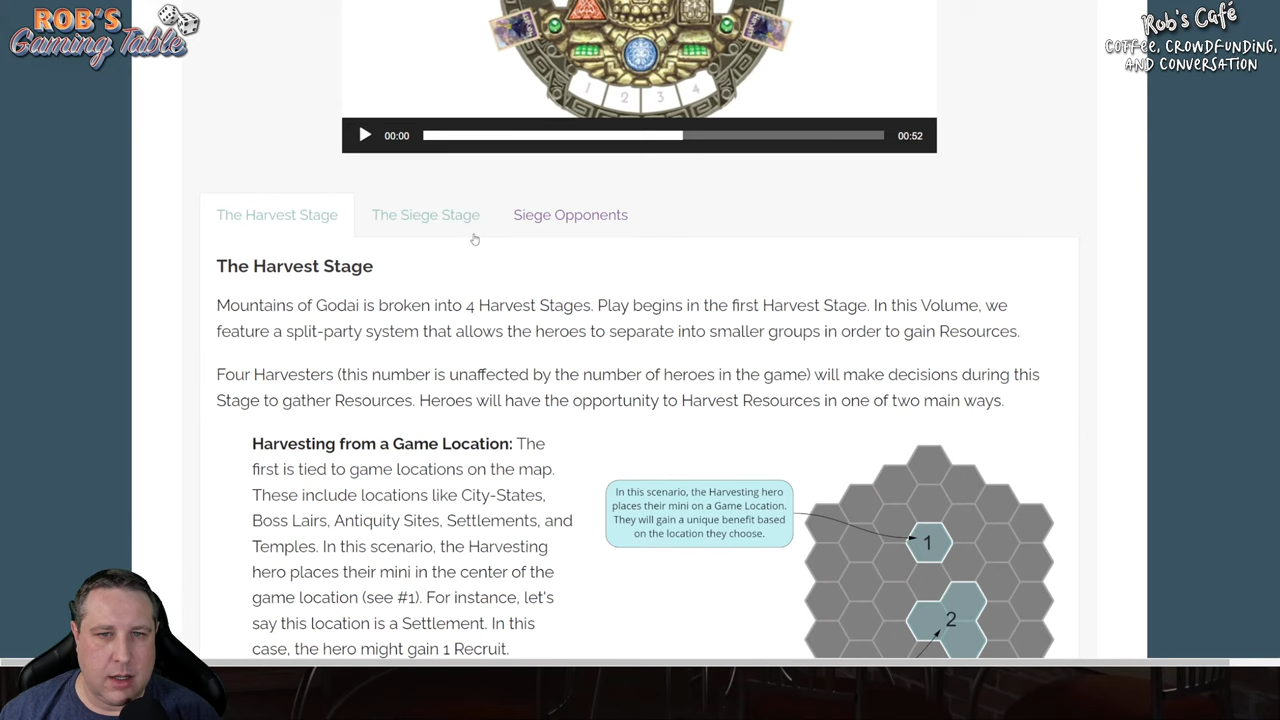 ROB'S
Gaming Table
Rob's Café
COFFEE, CROWDFUNDING,
AND CONVERSATION
1 2 3 4
00:00
00:52
The Harvest Stage
The Siege Stage
Siege Opponents
The Harvest Stage
Mountains of Godai is broken into 4 Harvest Stages. Play begins in the first Harvest Stage. In this Volume, we
feature a split-party system that allows the heroes to separate into smaller groups in order to gain Resources.
Four Harvesters (this number is unaffected by the number of heroes in the game) will make decisions during this
Stage to gather Resources. Heroes will have the opportunity to Harvest Resources in one of two main ways.
Harvesting from a Game Location: The
first is tied to game locations on the map.
These include locations like City-States,
Boss Lairs, Antiquity Sites, Settlements, and
Temples. In this scenario, the Harvesting
hero places their mini in the center of the
game location (see #1). For instance, let's
say this location is a Settlement. In this
case, the hero might gain 1 Recruit.
In this scenario, the Harvesting hero
places their mini on a Game Location.
They will gain a unique benefit based
on the location they choose.
1
2